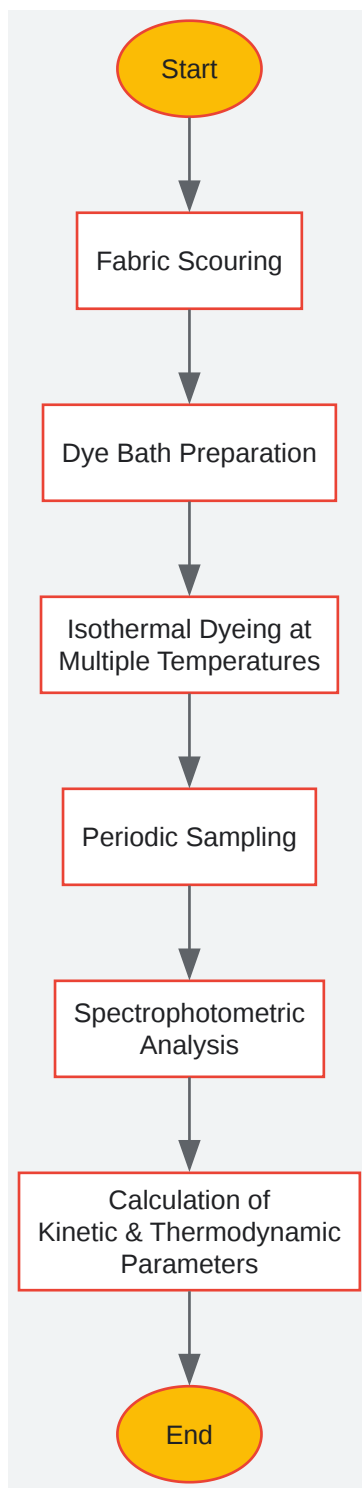 Start
Fabric Scouring
Dye Bath Preparation
Isothermal Dyeing at
Multiple Temperatures
Periodic Sampling
Spectrophotometric
Analysis
Calculation of
Kinetic & Thermodynamic
Parameters
End